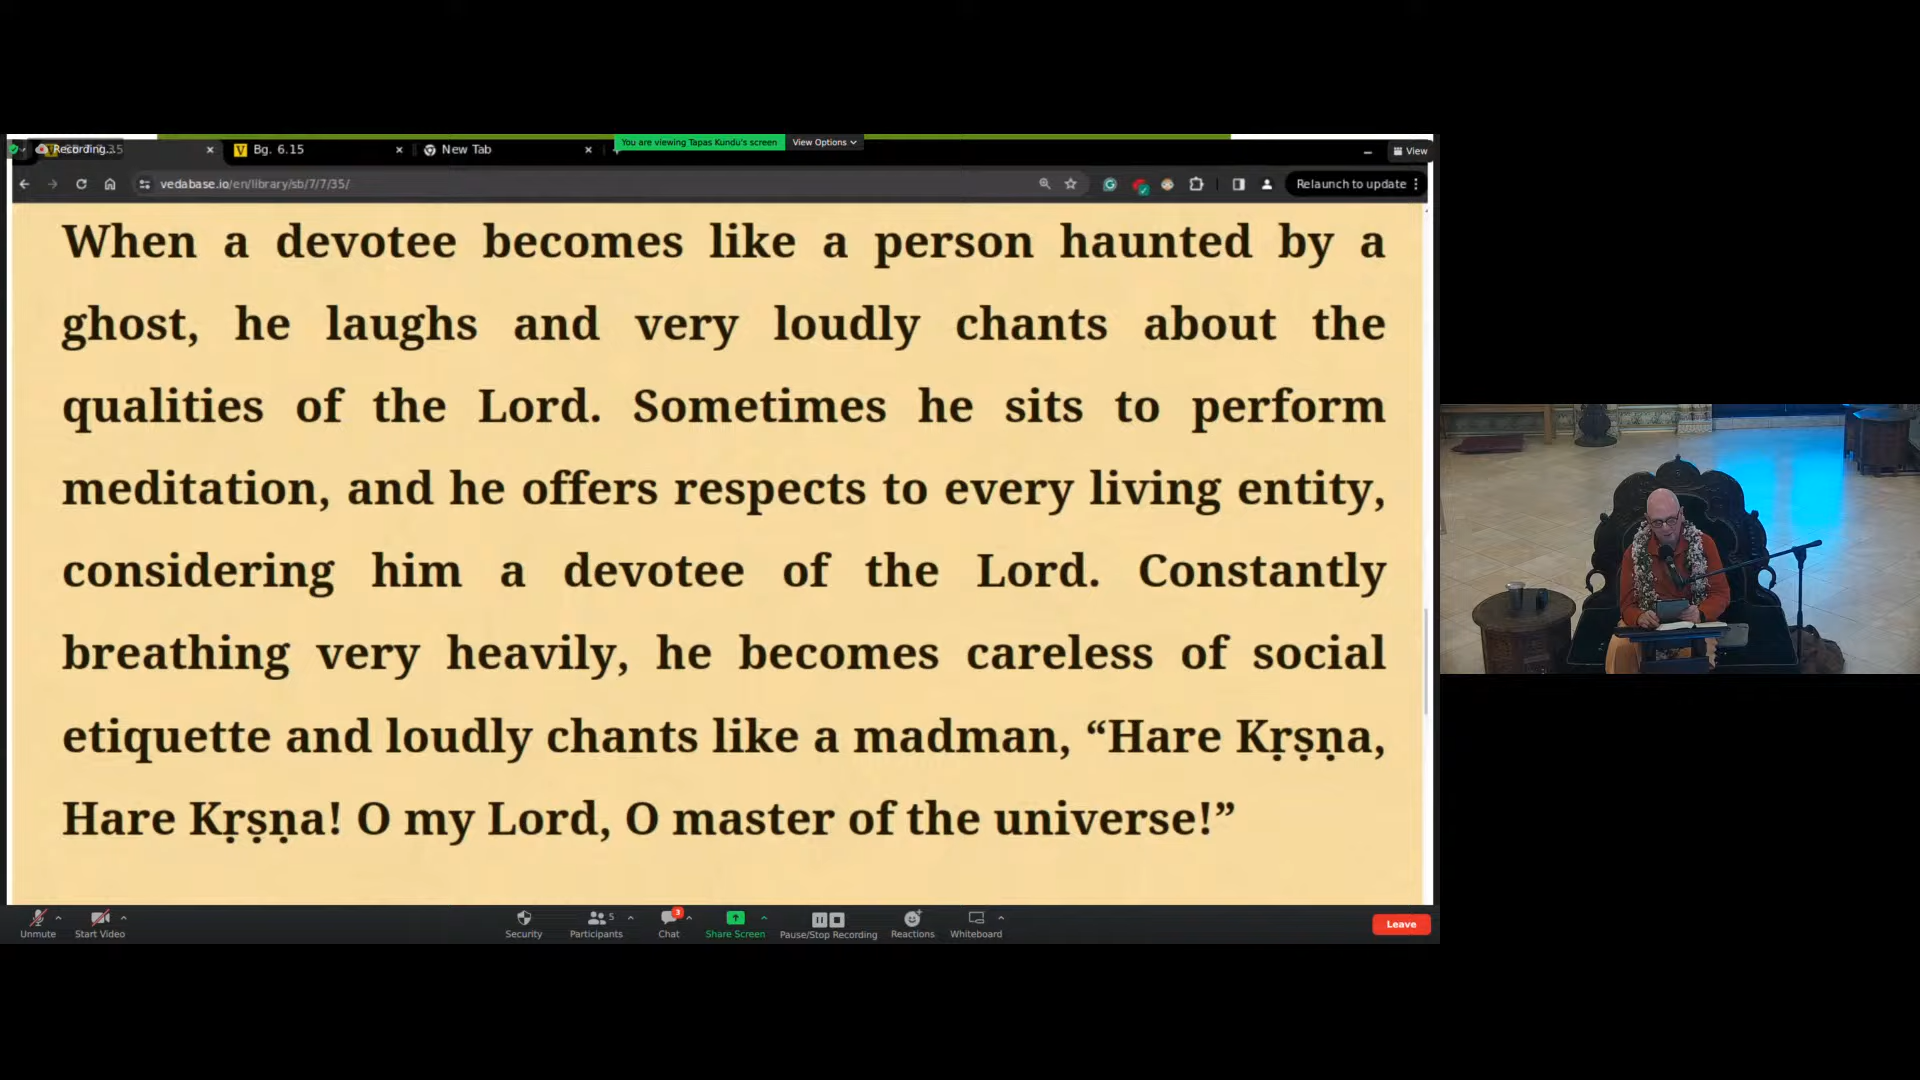 You are viewing Tapas Kundu's screen
View Options
Recording...
Bg. 6.15
New Tab
View
vedabase.io/en/library/sb/7/7/35/
Relaunch to update
When a devotee becomes like a person haunted by a
ghost, he laughs and very loudly chants about the
qualities of the Lord. Sometimes he sits to perform
meditation, and he offers respects to every living entity,
considering him a devotee of the Lord. Constantly
breathing very heavily, he becomes careless of social
etiquette and loudly chants like a madman, “Hare Kṛṣṇa,
Hare Kṛṣṇa! O my Lord, O master of the universe!”
5
3
Unmute
Start Video
Security
Participants
Chat
Share Screen
Pause/Stop Recording
Reactions
Whiteboard
Leave